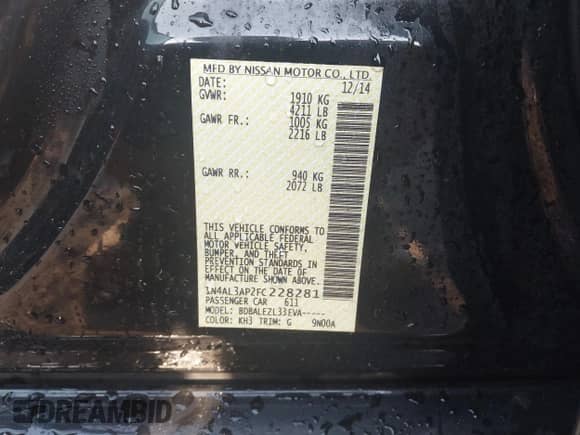 MFD BY NISSAN MOTOR CO., LTD.
DATE: 12/14
GVWR: 1910 KG
4211 LB
GAWR FR.: 1005 KG
2216 LB
GAWR RR.: 940 KG
2072 LB
THIS VEHICLE CONFORMS TO
ALL APPLICABLE FEDERAL
MOTOR VEHICLE SAFETY,
BUMPER, AND THEFT
PREVENTION STANDARDS IN
EFFECT ON THE DATE OF
MANUFACTURE SHOWN ABOVE.
1N4AL3AP2FC228281
PASSENGER CAR 613
MODEL: BDBALEZL33EVA-----
COLOR: KH3 TRIM: G 9N00A
DREAMBID